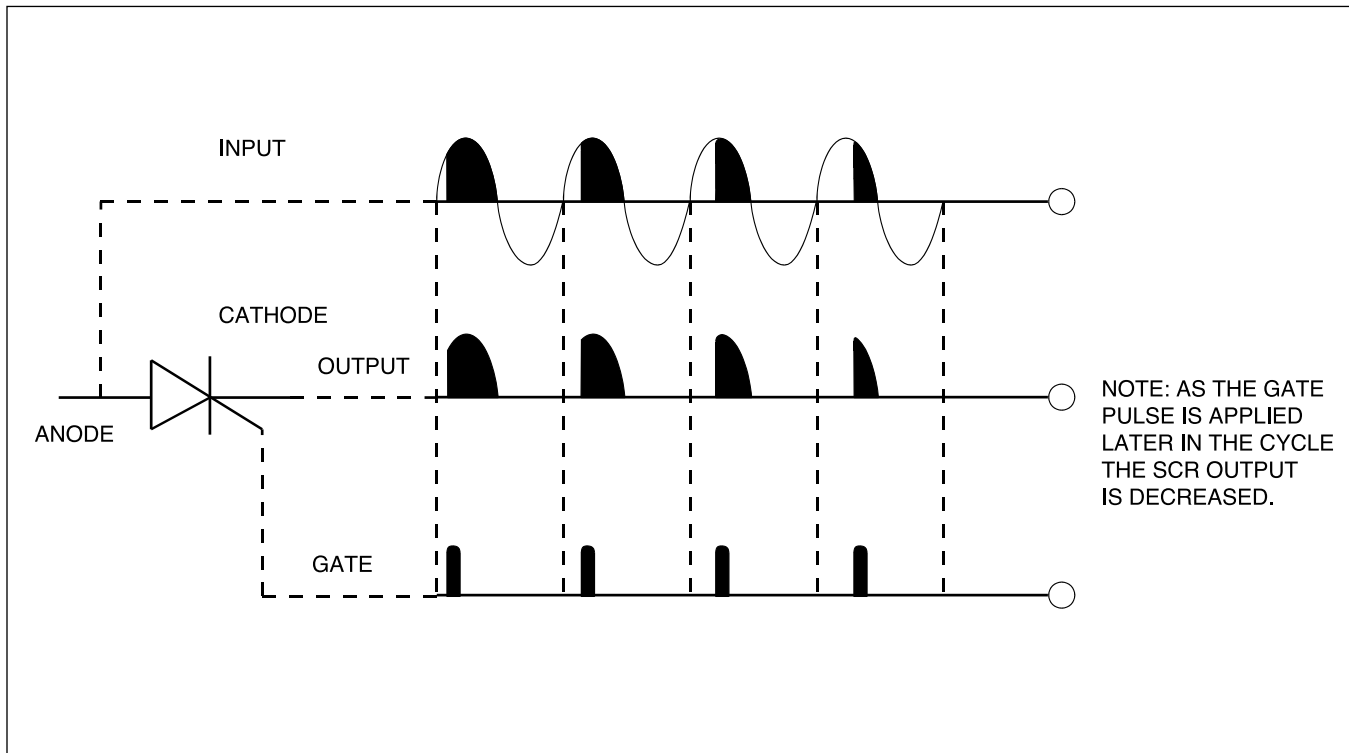 INPUT
CATHODE
OUTPUT
ANODE
NOTE: AS THE GATE
PULSE IS APPLIED
LATER IN THE CYCLE
THE SCR OUTPUT
IS DECREASED.
GATE